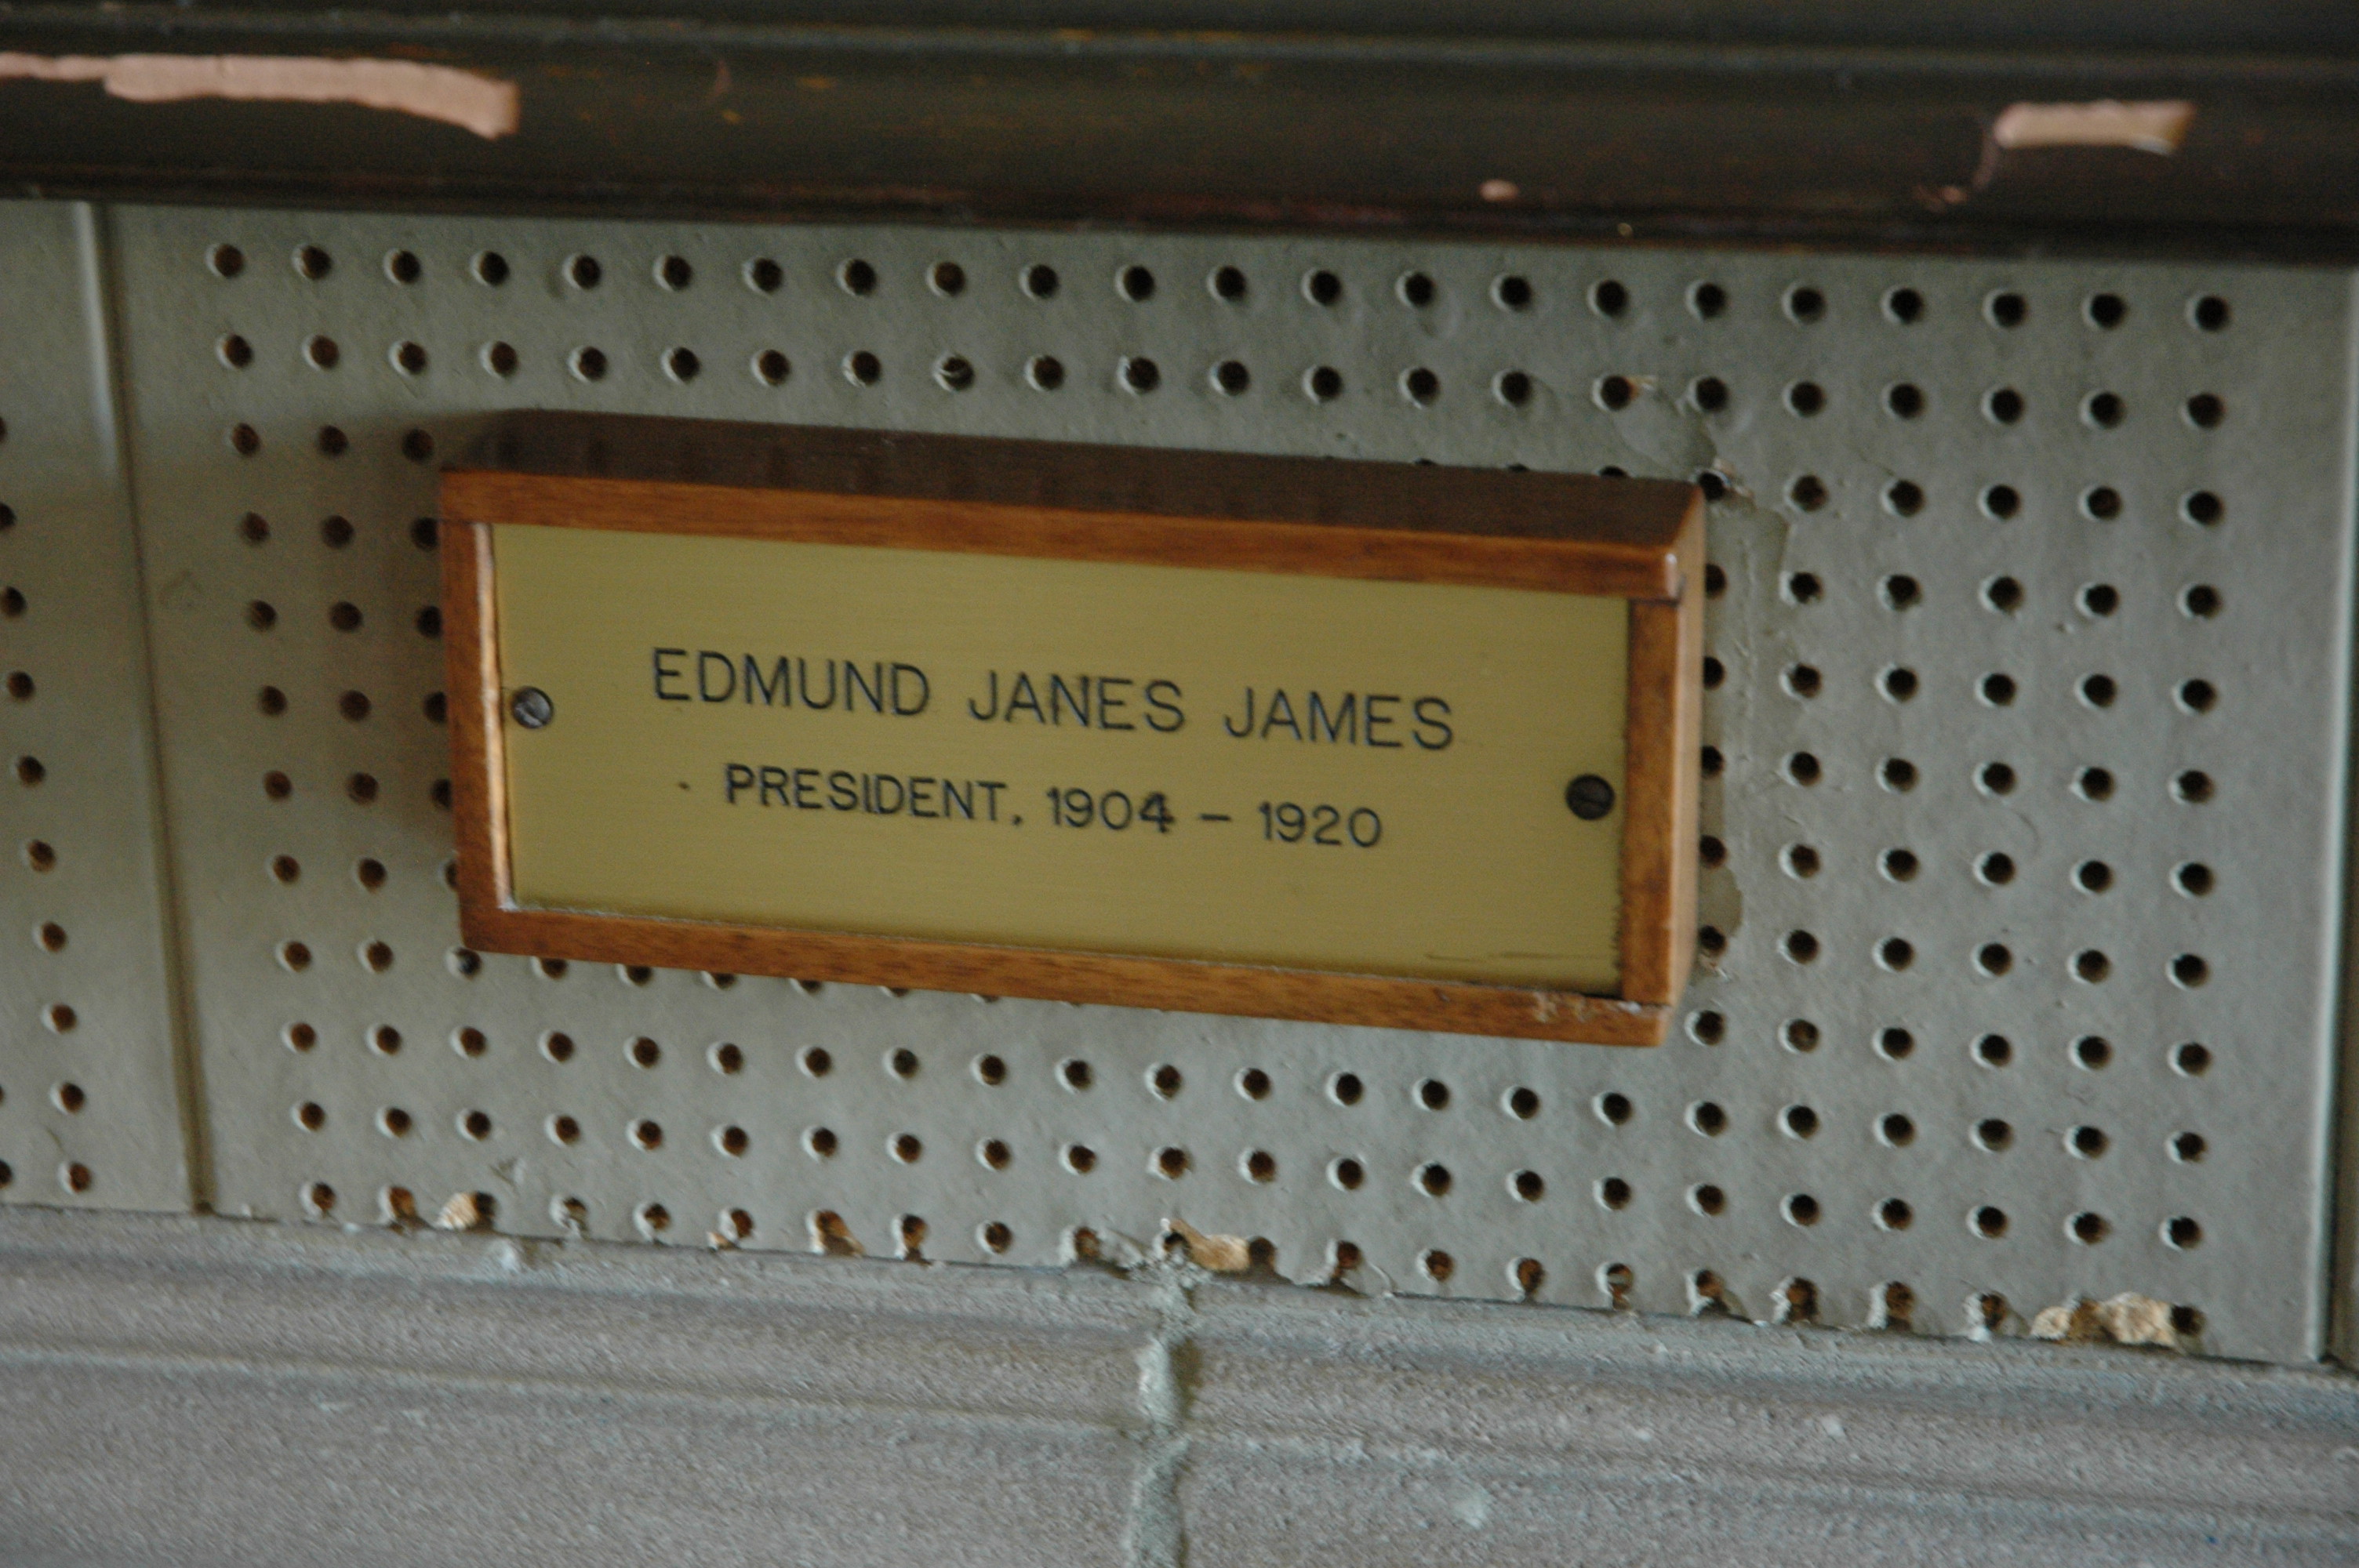 EDMUND JANES JAMES
PRESIDENT, 1904 – 1920